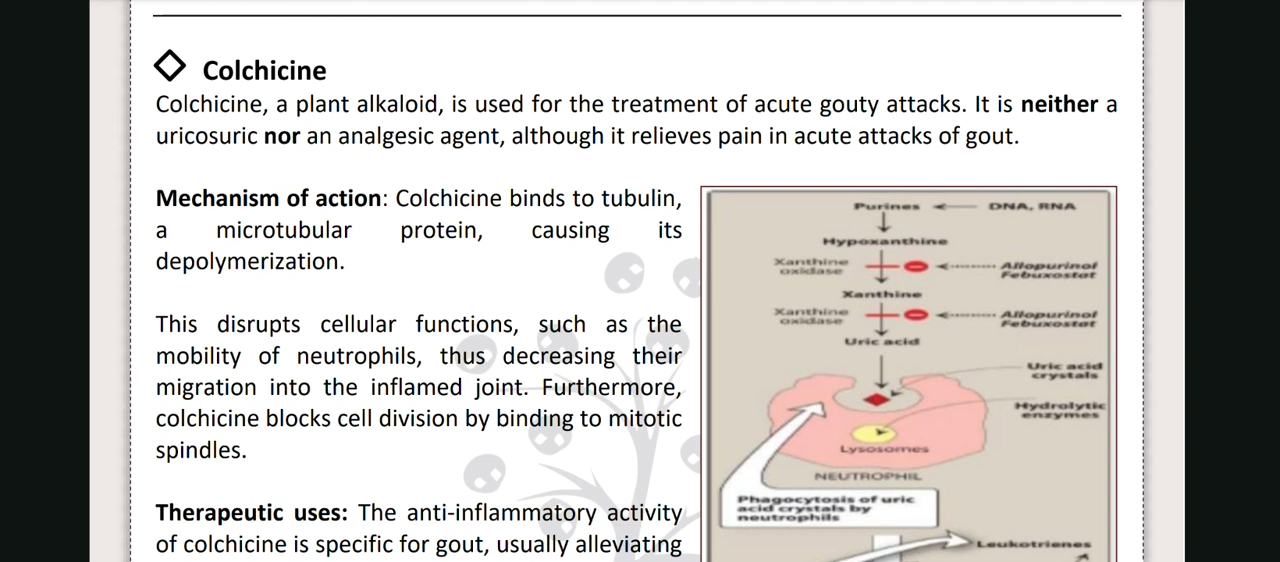 Colchicine
Colchicine, a plant alkaloid, is used for the treatment of acute gouty attacks. It is neither a
uricosuric nor an analgesic agent, although it relieves pain in acute attacks of gout.
Mechanism of action: Colchicine binds to tubulin,
a microtubular protein, causing its
depolymerization.
This disrupts cellular functions, such as the
mobility of neutrophils, thus decreasing their
migration into the inflamed joint. Furthermore,
colchicine blocks cell division by binding to mitotic
spindles.
Therapeutic uses: The anti-inflammatory activity
of colchicine is specific for gout, usually alleviating
Purines
DNA, RNA
Hypoxanthine
Xanthine
oxidase
Allopurinol
Febuxostat
Xanthine
Xanthine
oxidase
Allopurinol
Febuxostat
Uric acid
Uric acid
crystals
Hydrolytic
enzymes
Lysosomes
NEUTROPHIL
Phagocytosis of uric
acid crystals by
neutrophils
Leukotrienes